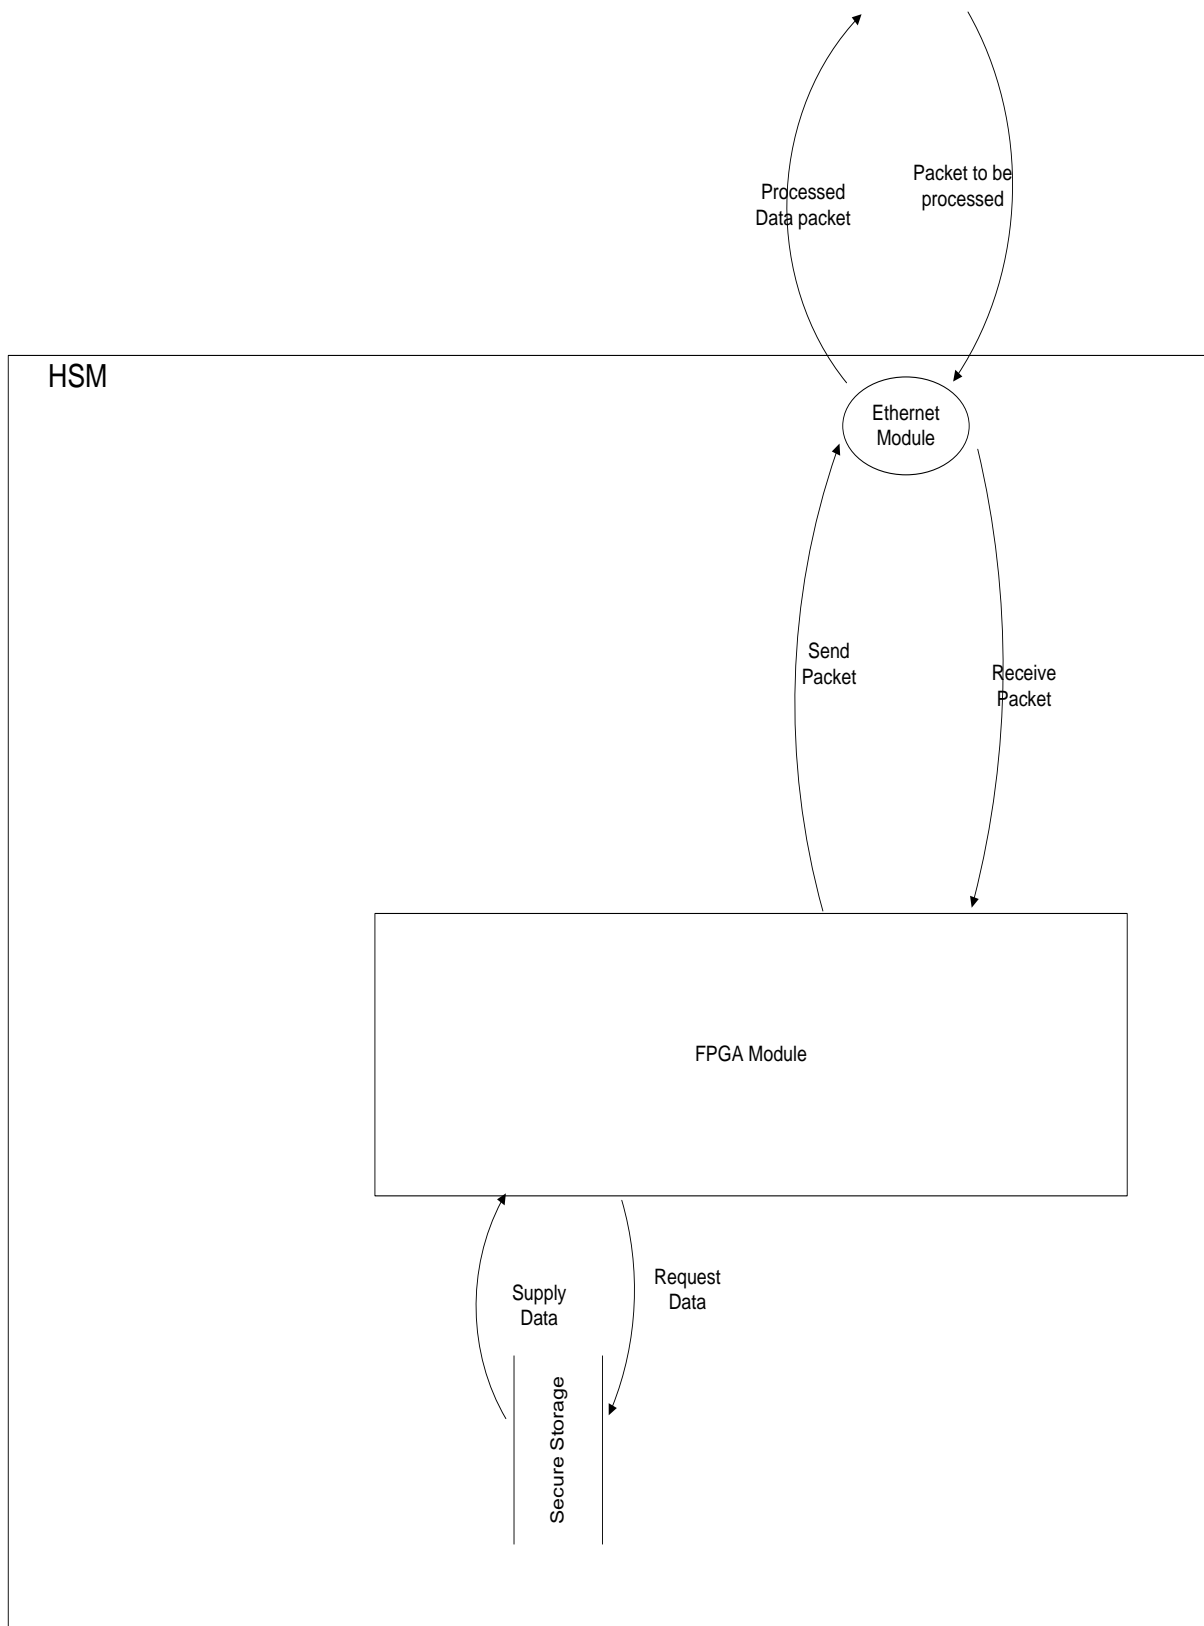 Processed
Data packet
Packet to be
processed
HSM
Ethernet
Module
Send
Packet
Receive
Packet
FPGA Module
Supply
Data
Request
Data
Secure Storage